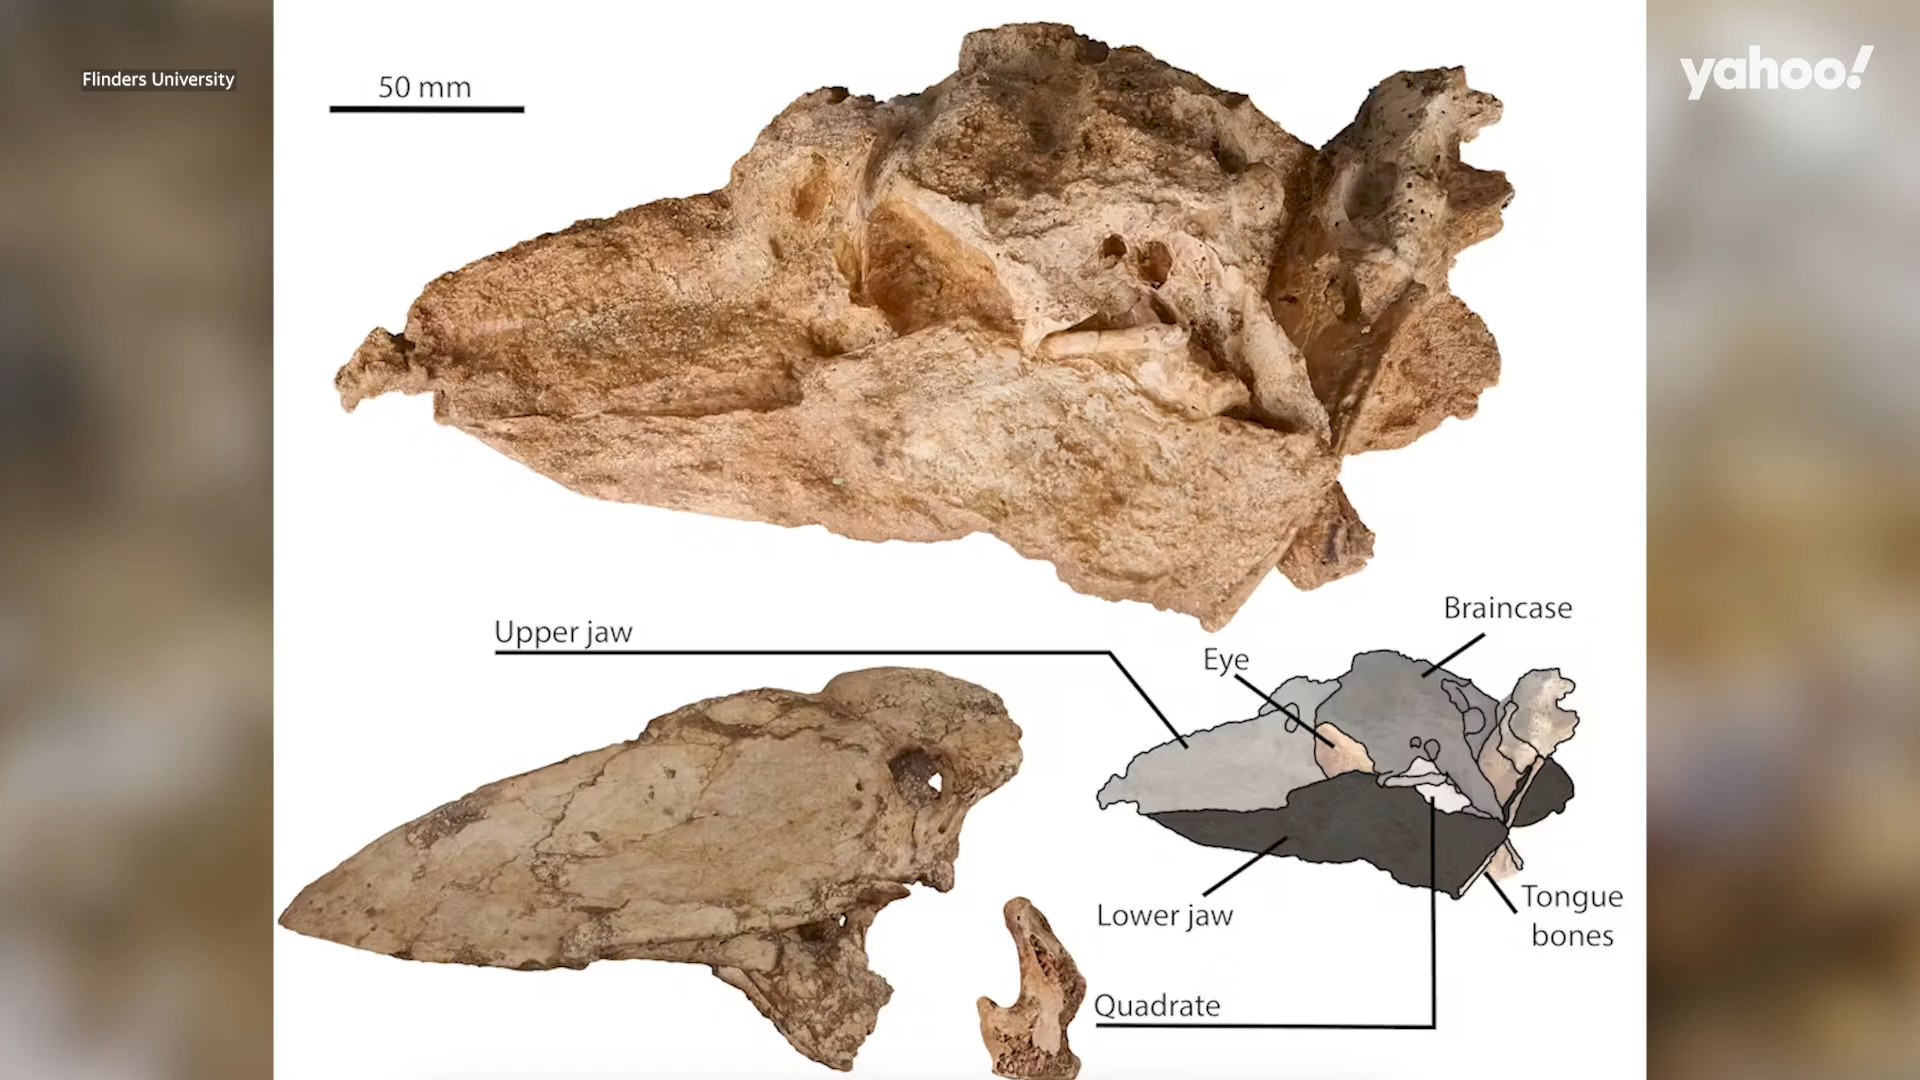 Flinders University
50 mm
yahoo!
Braincase
Upper jaw
Eye
Tongue
bones
Lower jaw
Quadrate